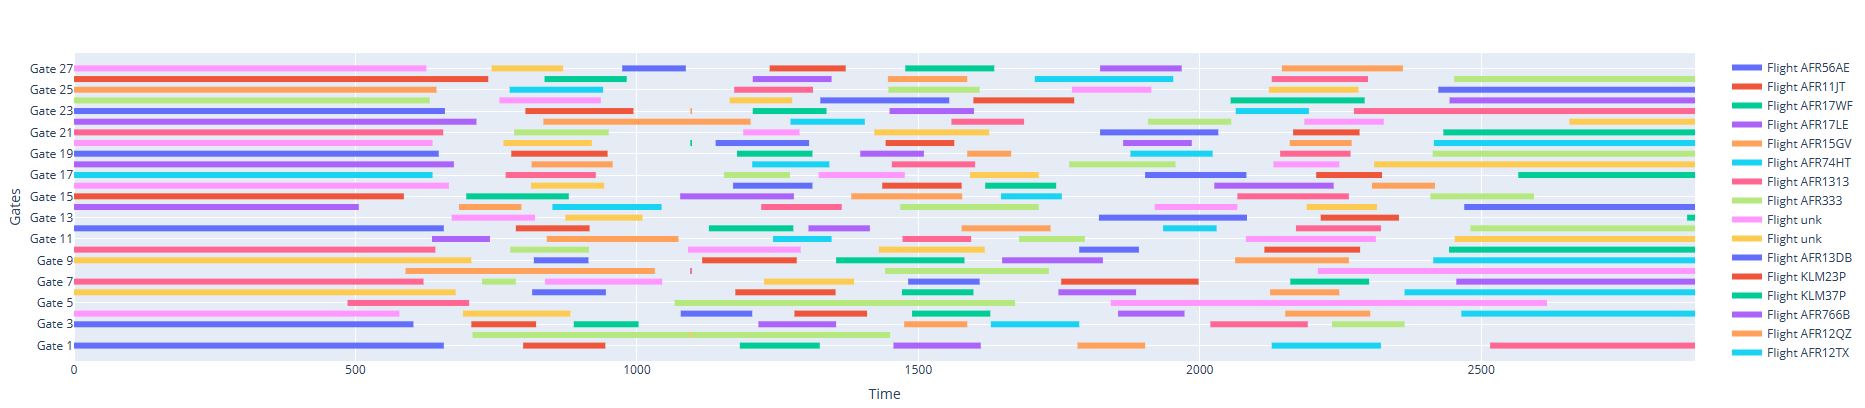 Gate 27
Gate 25
Gate 23
Gate 21
Gate 19
Gate 17
Gate 15
Gate 13
Gate 11
Gate 9
Gate 7
Gate 5
Gate 3
Gate 1
Gates
0 500 1000 1500 2000 2500
Time
Flight AFR56AE
Flight AFR11JT
Flight AFR17WF
Flight AFR17LE
Flight AFR15GV
Flight AFR74HT
Flight AFR1313
Flight AFR333
Flight unk
Flight unk
Flight AFR13DB
Flight KLM23P
Flight KLM37P
Flight AFR766B
Flight AFR12QZ
Flight AFR12TX